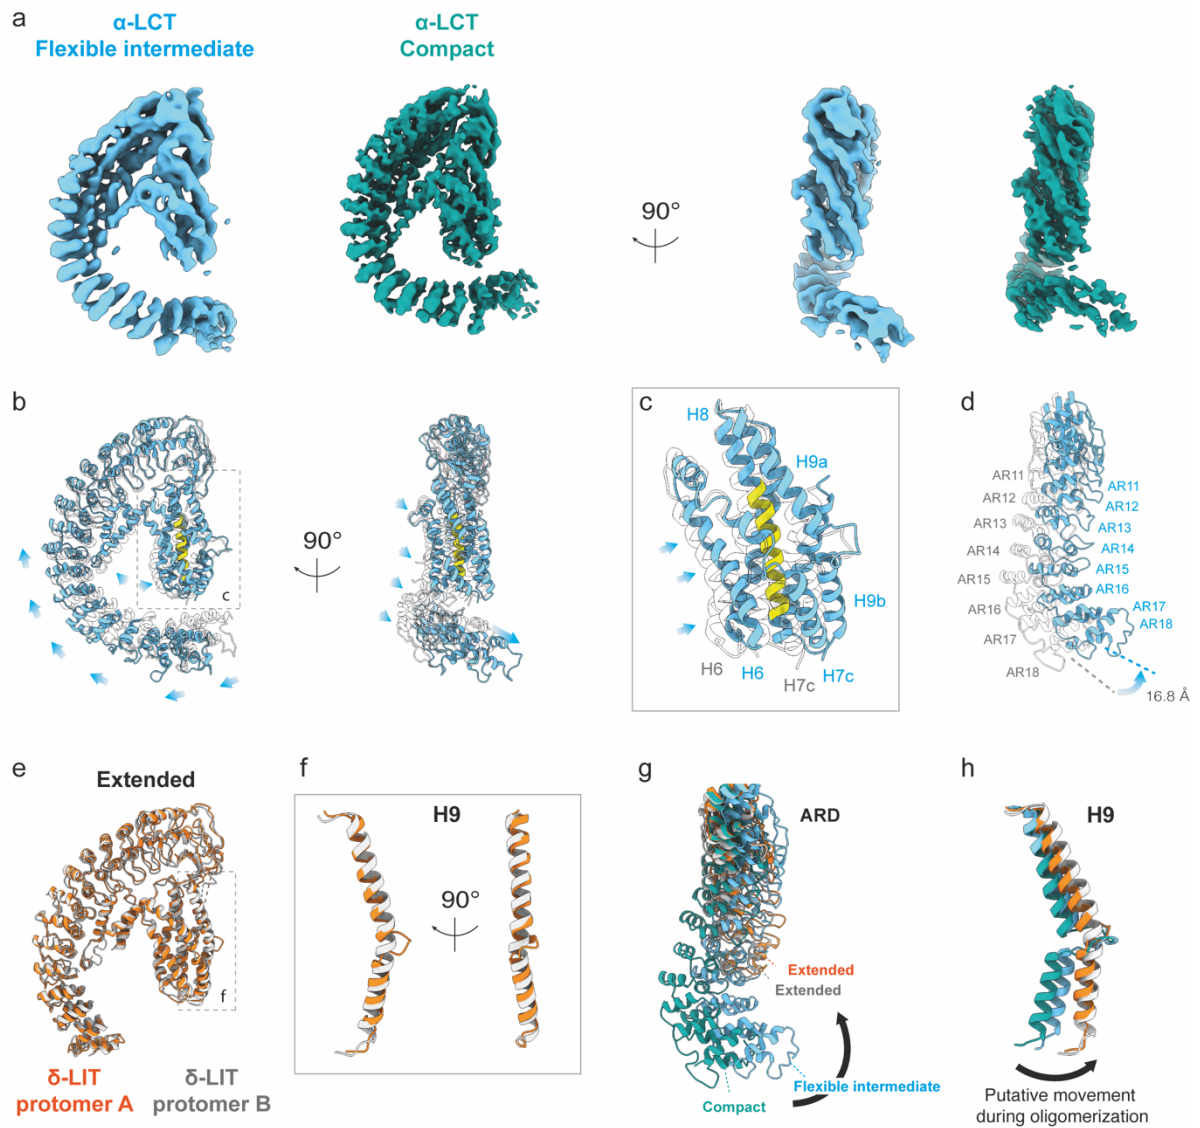 a
α-LCT
Flexible intermediate
α-LCT
Compact
90°
b
90°
c
c
H8
H9a
H9b
H6
H6
H7c
H7c
d
AR11
AR12
AR13
AR14
AR15
AR16
AR17
AR18
AR11
AR12
AR13
AR14
AR15
AR16
AR17
AR18
16.8 Å
e
Extended
f
δ-LIT
protomer A
δ-LIT
protomer B
f
H9
90°
g
ARD
Extended
Extended
Flexible intermediate
Compact
h
H9
Putative movement
during oligomerization